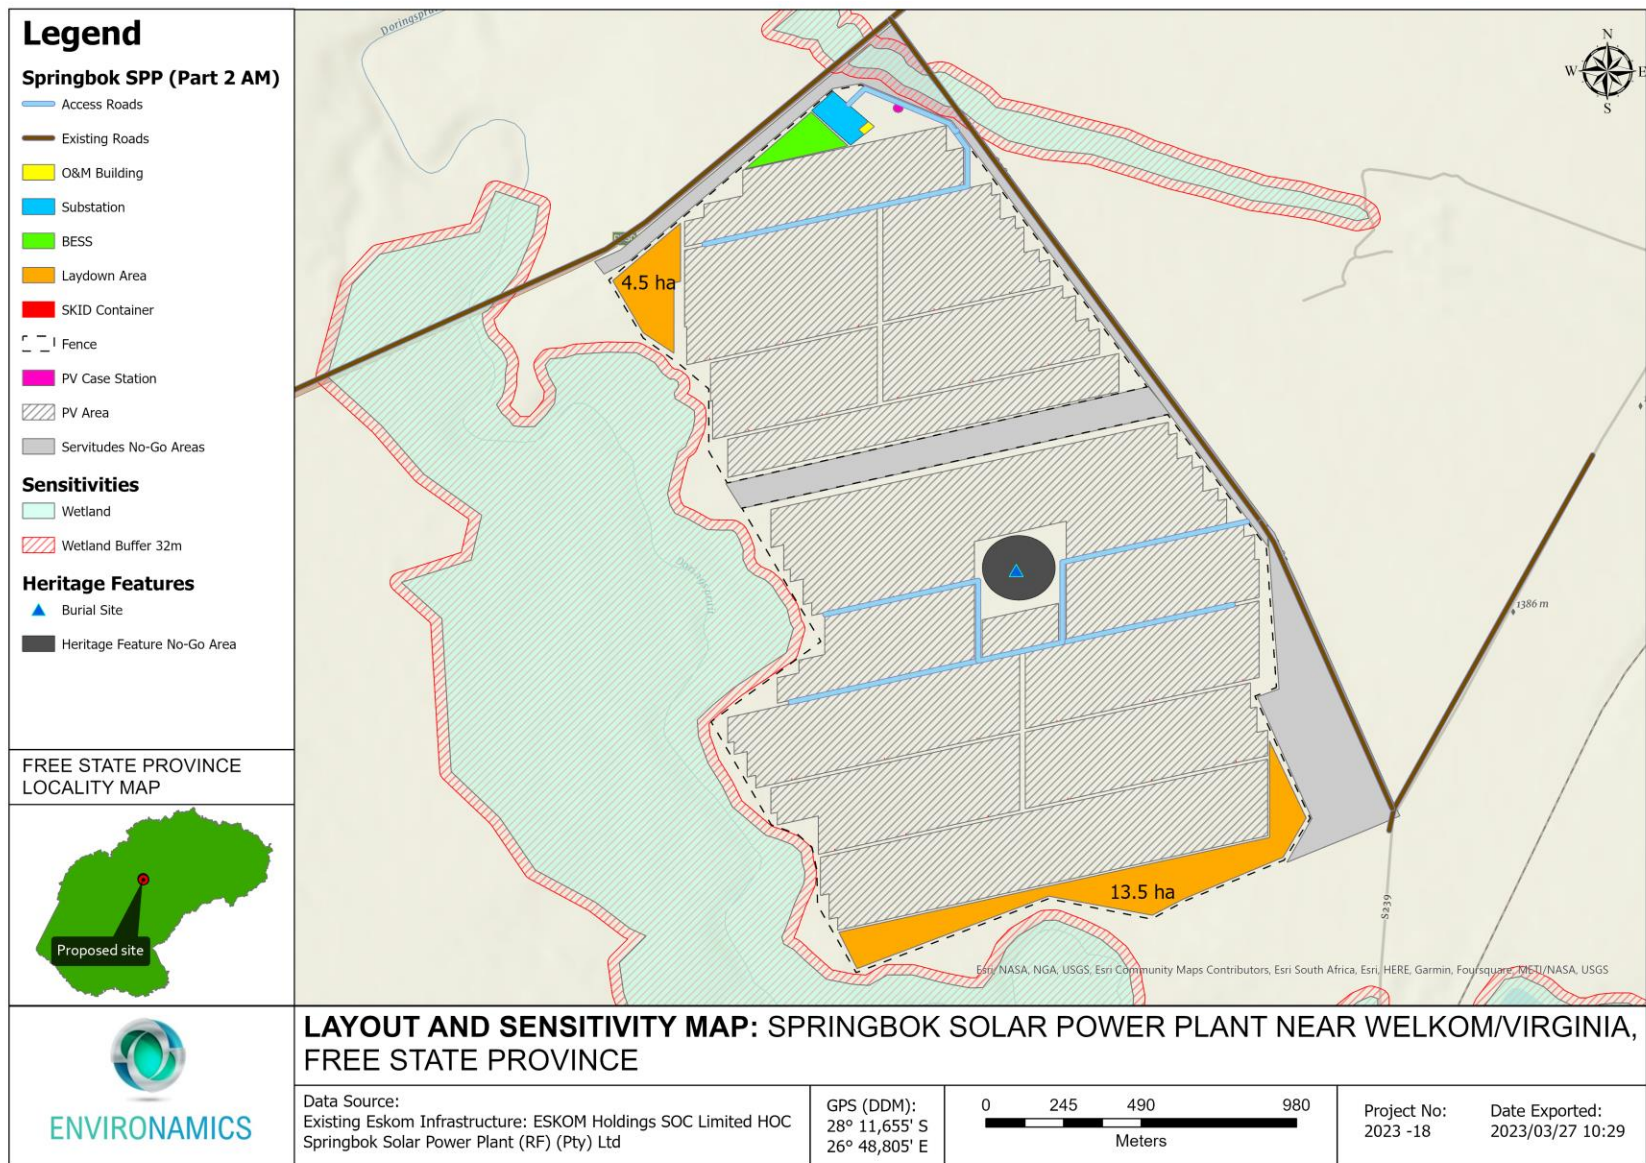 Legend
Springbok SPP (Part 2 AM)
Access Roads
Existing Roads
O&M Building
Substation
BESS
Laydown Area
SKID Container
Fence
PV Case Station
PV Area
Servitudes No-Go Areas
Sensitivities
Wetland
Wetland Buffer 32m
Heritage Features
Burial Site
Heritage Feature No-Go Area
FREE STATE PROVINCE
LOCALITY MAP
Proposed site
ENVIRONAMICS
N
W
E
S
4.5 ha
Doringspruit
1386 m
13.5 ha
S239
Esri, NASA, NGA, USGS, Esri Community Maps Contributors, Esri South Africa, Esri, HERE, Garmin, Foursquare, METI/NASA, USGS
LAYOUT AND SENSITIVITY MAP: SPRINGBOK SOLAR POWER PLANT NEAR WELKOM/VIRGINIA,
FREE STATE PROVINCE
Data Source:
Existing Eskom Infrastructure: ESKOM Holdings SOC Limited HOC
Springbok Solar Power Plant (RF) (Pty) Ltd
GPS (DDM):
28° 11,655' S
26° 48,805' E
0 245 490 980
Meters
Project No:
2023 -18
Date Exported:
2023/03/27 10:29